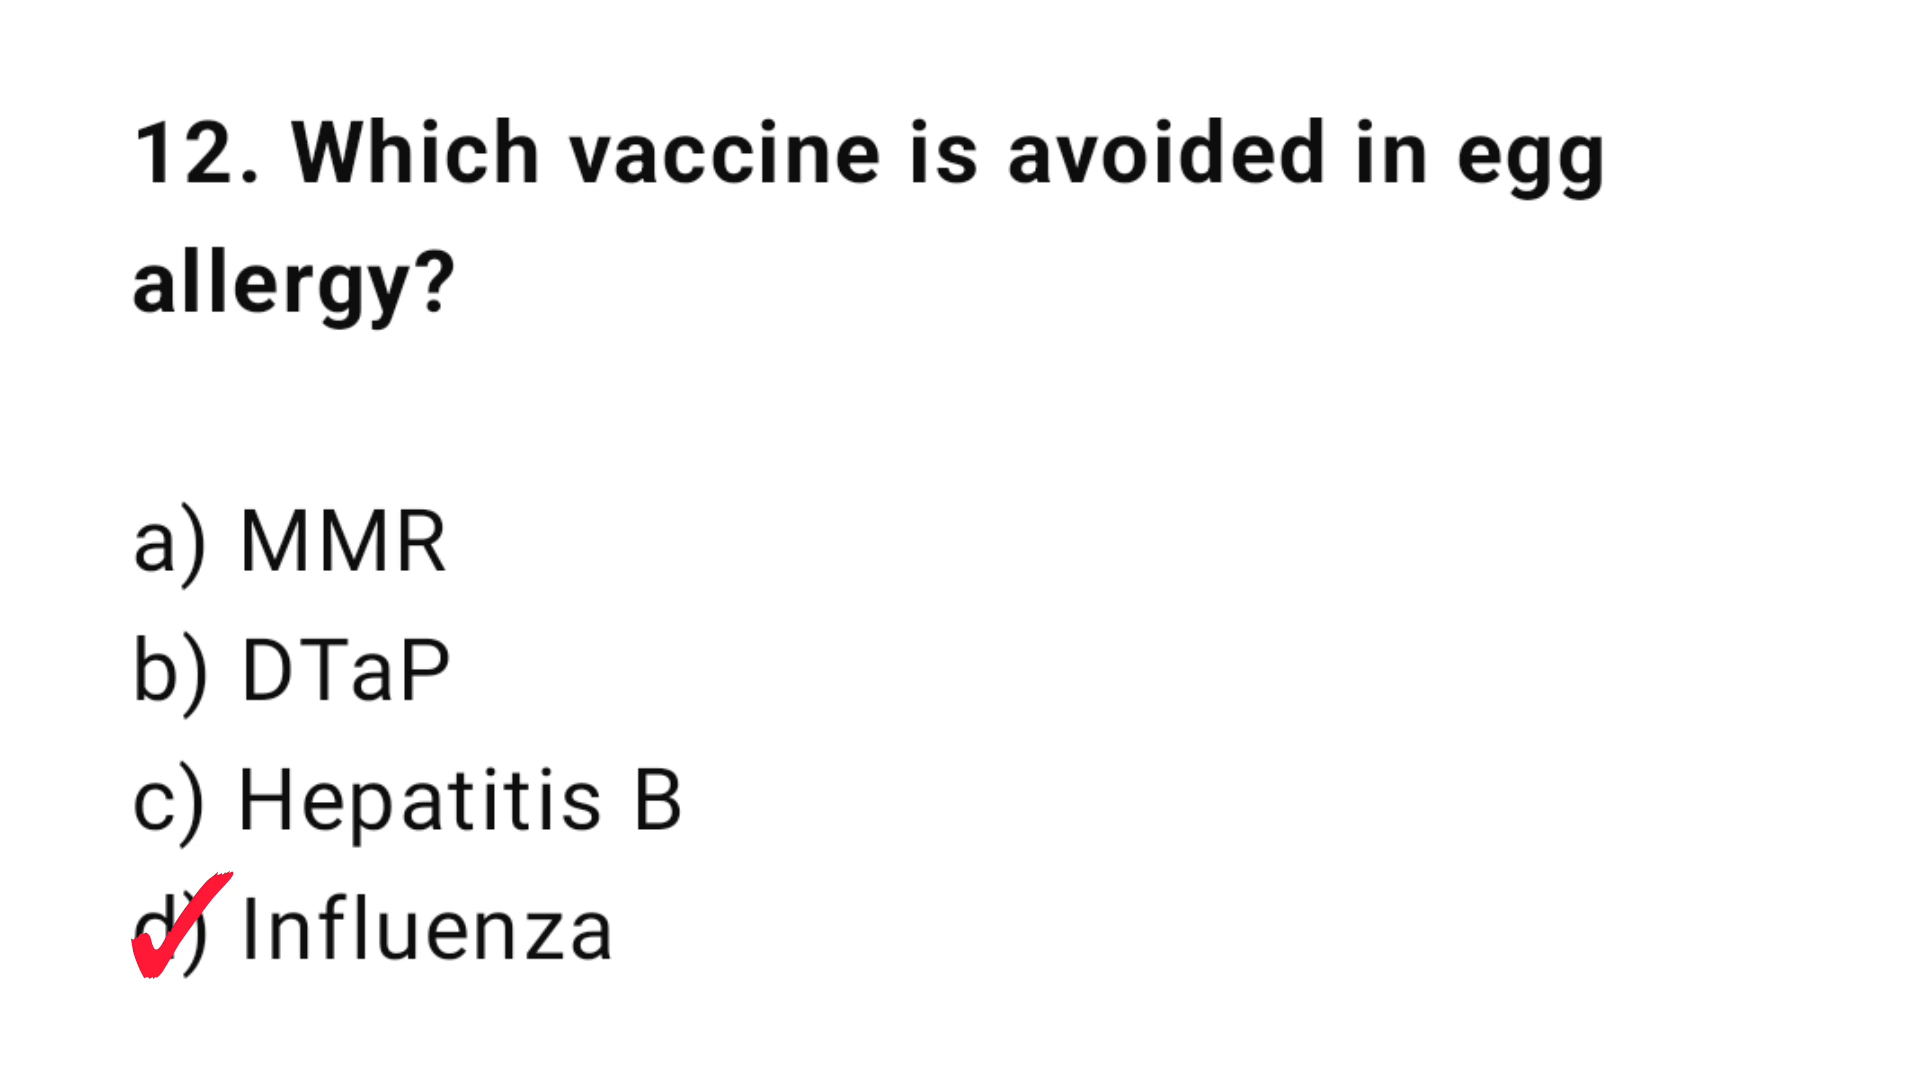 12. Which vaccine is avoided in egg
allergy?
a) MMR
b) DTaP
c) Hepatitis B
d) Influenza